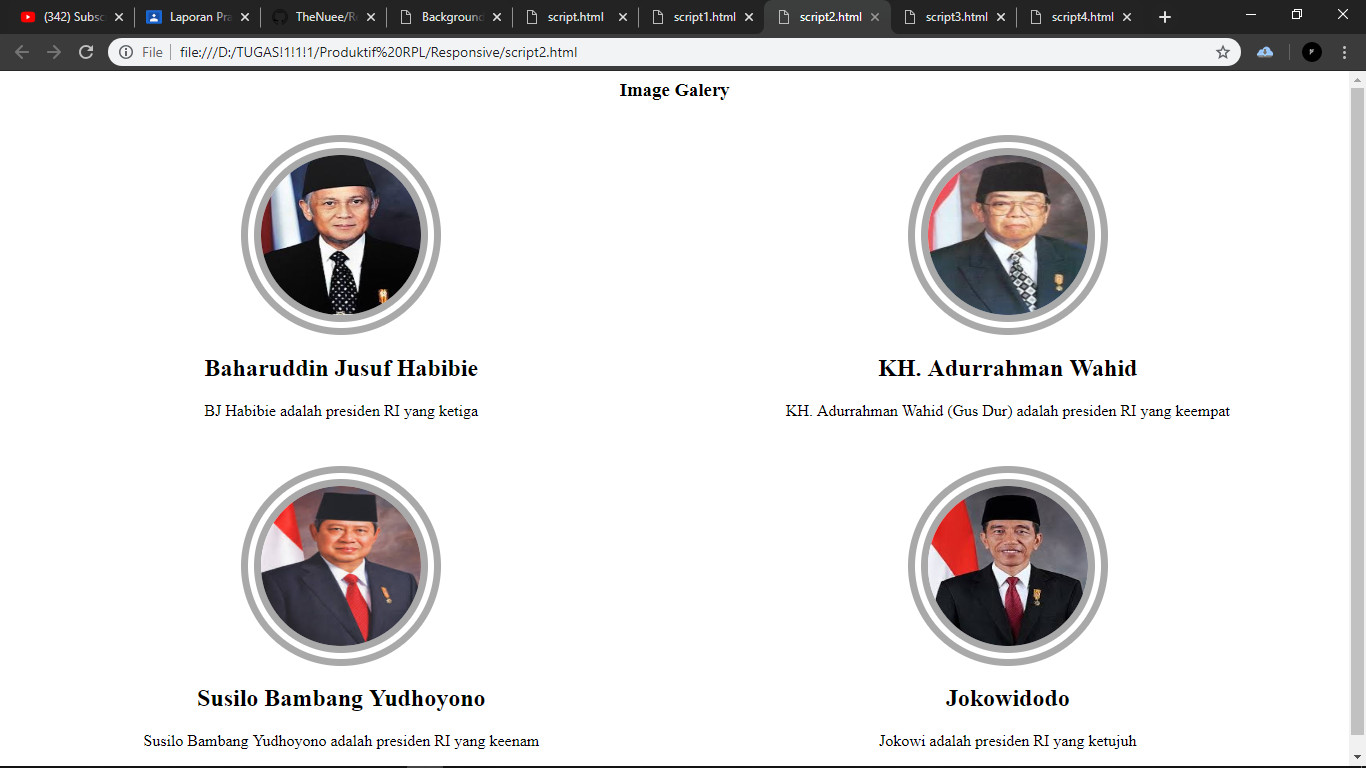 (342) Subsc
Laporan Pra
TheNuee/R
Background
script.html
script1.html
script2.html
script3.html
script4.html
File
file:///D:/TUGAS!1!1!1/Produktif%20RPL/Responsive/script2.html
Image Galery
Baharuddin Jusuf Habibie
KH. Adurrahman Wahid
BJ Habibie adalah presiden RI yang ketiga
KH. Adurrahman Wahid (Gus Dur) adalah presiden RI yang keempat
Susilo Bambang Yudhoyono
Jokowidodo
Susilo Bambang Yudhoyono adalah presiden RI yang keenam
Jokowi adalah presiden RI yang ketujuh